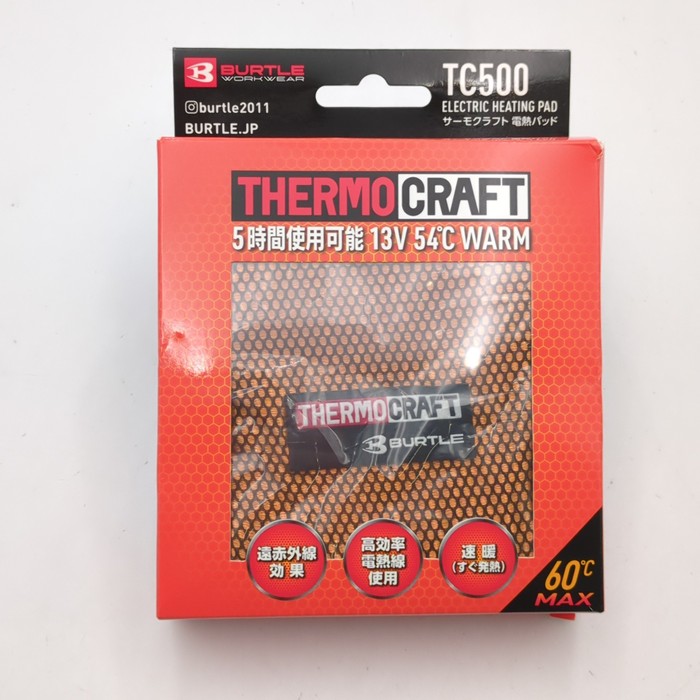 BURTLE
WORKWEAR
burtle2011
BURTLE.JP
TC500
ELECTRIC HEATING PAD
サーモクラフト 電熱パッド
THERMOCRAFT
5時間使用可能 13V 54℃ WARM
THERMOCRAFT
BURTLE
遠赤外線
効果
高効率
電熱線
使用
速暖
(すぐ発熱)
60℃
MAX